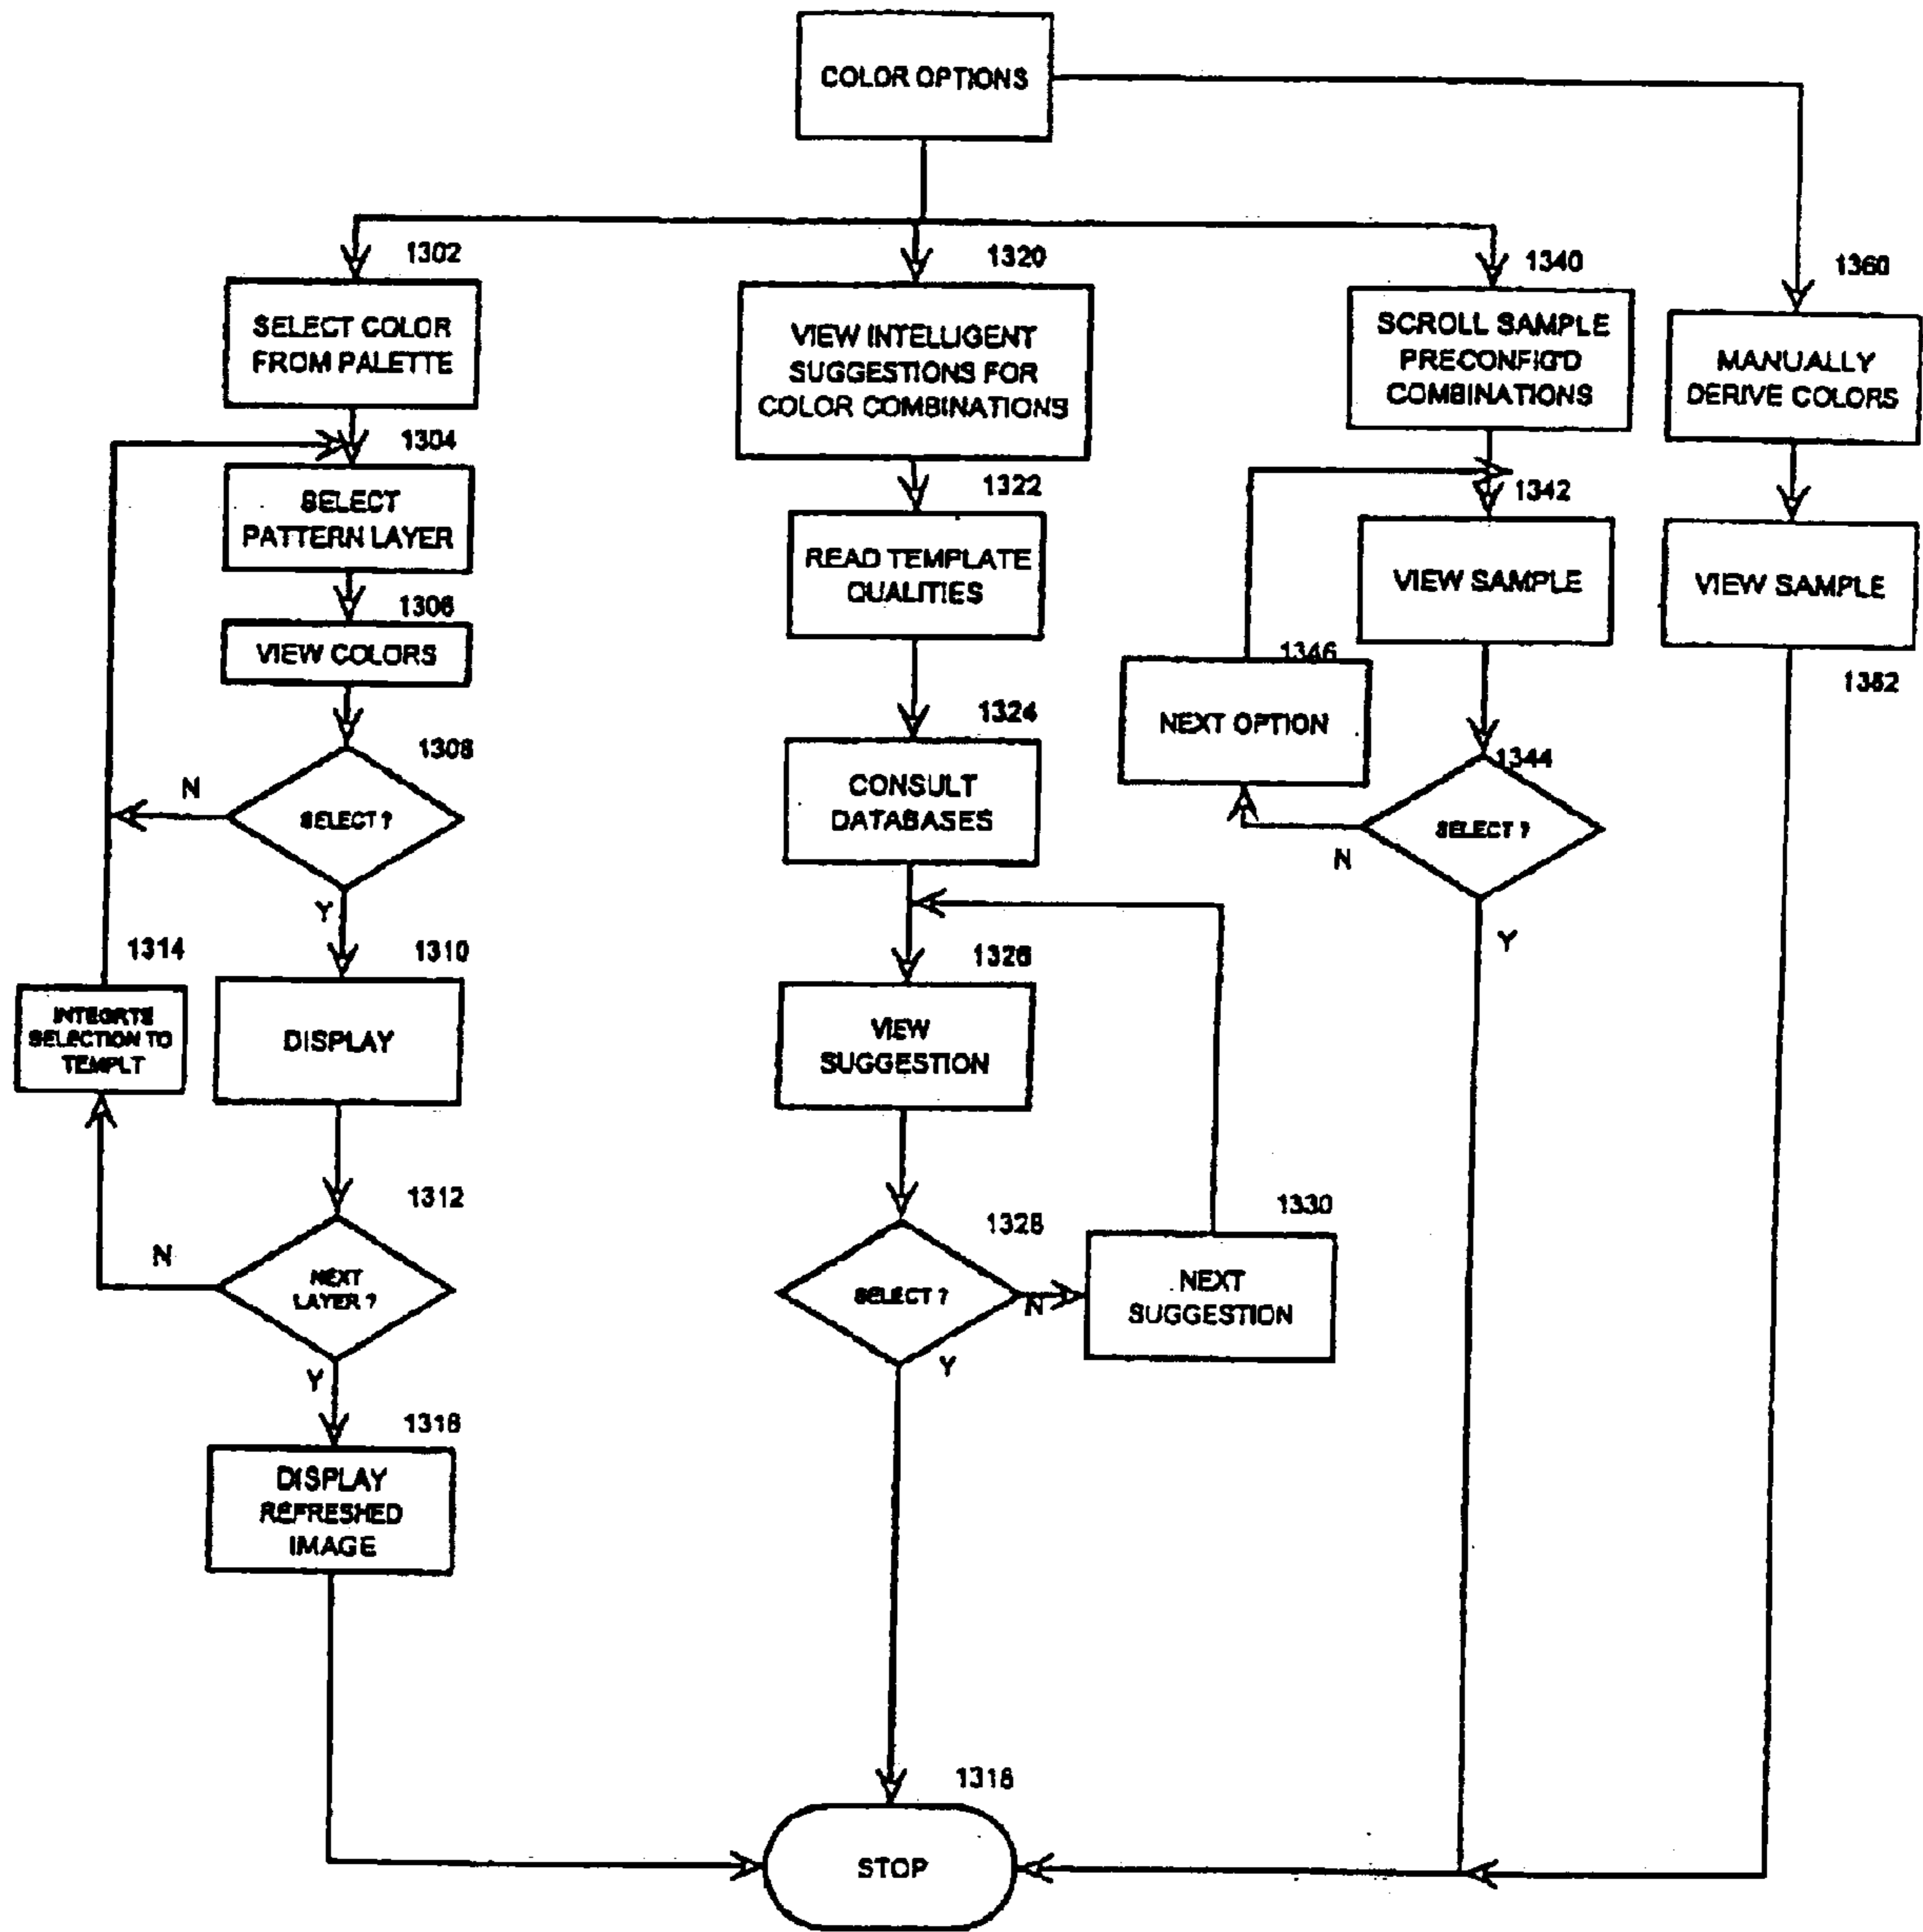 COLOR OPTIONS
1302
SELECT COLOR
FROM PALETTE
1304
SELECT
PATTERN LAYER
1306
VIEW COLORS
1308
SELECT ?
N
Y
1310
DISPLAY
1314
INTEGRTE
SELECTION TO
TEMPLT
1312
NEXT
LAYER ?
N
Y
1316
DISPLAY
REFRESHED
IMAGE
1320
VIEW INTELLIGENT
SUGGESTIONS FOR
COLOR COMBINATIONS
1322
READ TEMPLATE
QUALITIES
1324
CONSULT
DATABASES
1326
VIEW
SUGGESTION
1328
SELECT ?
N
Y
1330
NEXT
SUGGESTION
1340
SCROLL SAMPLE
PRECONFIG'D
COMBINATIONS
1342
VIEW SAMPLE
1346
NEXT OPTION
1344
SELECT ?
N
Y
1360
MANUALLY
DERIVE COLORS
VIEW SAMPLE
1362
1318
STOP